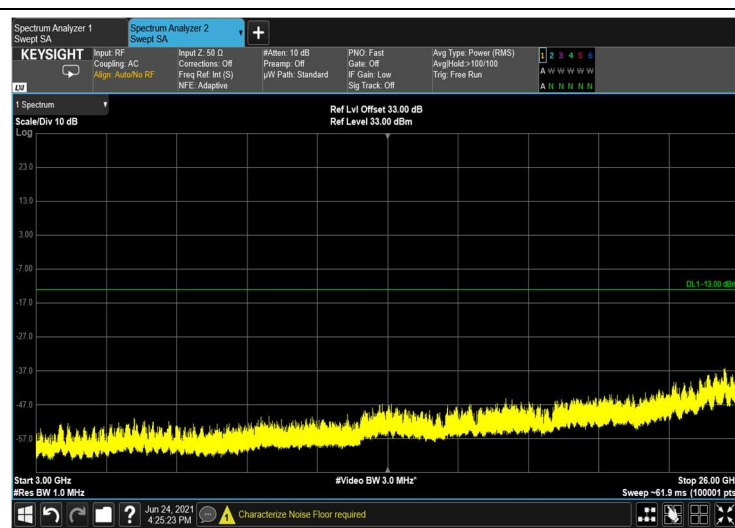 Spectrum Analyzer 1
Swept SA
Spectrum Analyzer 2
Swept SA
+
KEYSIGHT
LXI
Input: RF
Coupling: AC
Align: Auto/No RF
Input Z: 50 Ω
Corrections: Off
Freq Ref: Int (S)
NFE: Adaptive
#Atten: 10 dB
Preamp: Off
µW Path: Standard
PNO: Fast
Gate: Off
IF Gain: Low
Sig Track: Off
Avg Type: Power (RMS)
Avg|Hold:>100/100
Trig: Free Run
1 2 3 4 5 6
A W W W W W
A N N N N N
1 Spectrum
Scale/Div 10 dB
Log
Ref Lvl Offset 33.00 dB
Ref Level 33.00 dBm
23.0
13.0
3.00
-7.00
DL1 -13.00 dBm
-17.0
-27.0
-37.0
-47.0
-57.0
Start 3.00 GHz
#Res BW 1.0 MHz
#Video BW 3.0 MHz*
Stop 26.00 GH
Sweep ~61.9 ms (100001 pts
?
Jun 24, 2021
4:25:23 PM
1
Characterize Noise Floor required